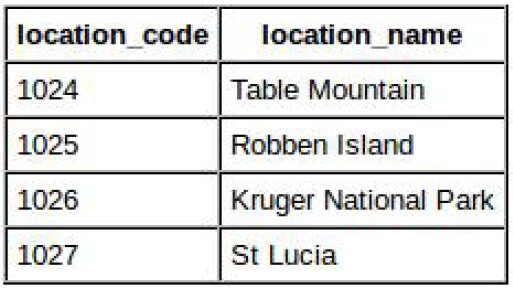 location_code location_name
1024 Table Mountain
1025 Robben Island
1026 Kruger National Park
1027 St Lucia